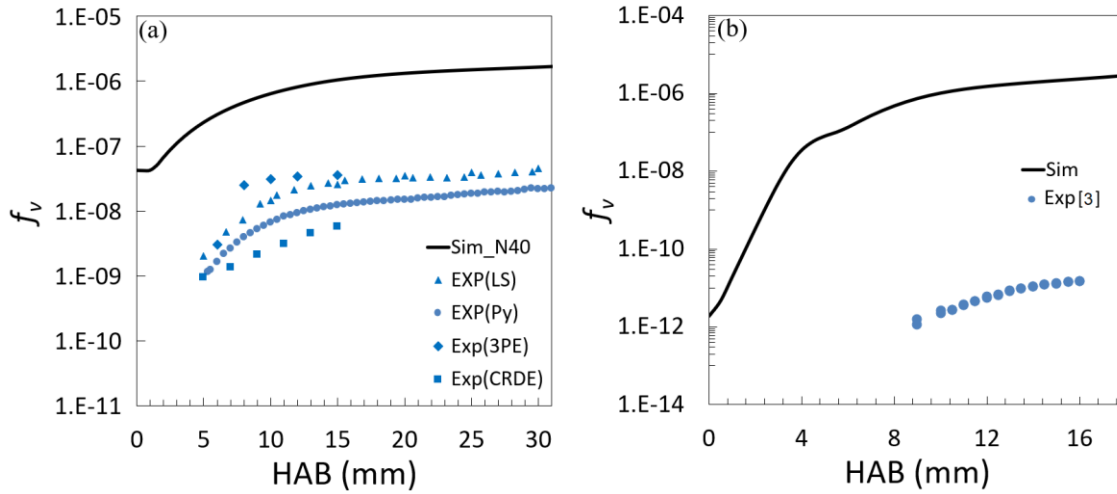 (a)
1.E-05
1.E-06
1.E-07
1.E-08
1.E-09
1.E-10
1.E-11
fv
0 5 10 15 20 25 30
HAB (mm)
Sim_N40
EXP(LS)
EXP(Py)
Exp(3PE)
Exp(CRDE)
(b)
1.E-04
1.E-06
1.E-08
1.E-10
1.E-12
1.E-14
fv
0 4 8 12 16
HAB (mm)
Sim
Exp[3]